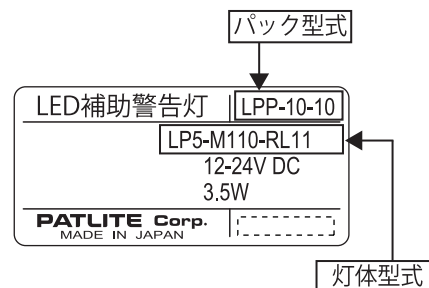 パック型式
LED補助警告灯 LPP-10-10
LP5-M110-RL11
12-24V DC
3.5W
PATLITE Corp.
MADE IN JAPAN
灯体型式